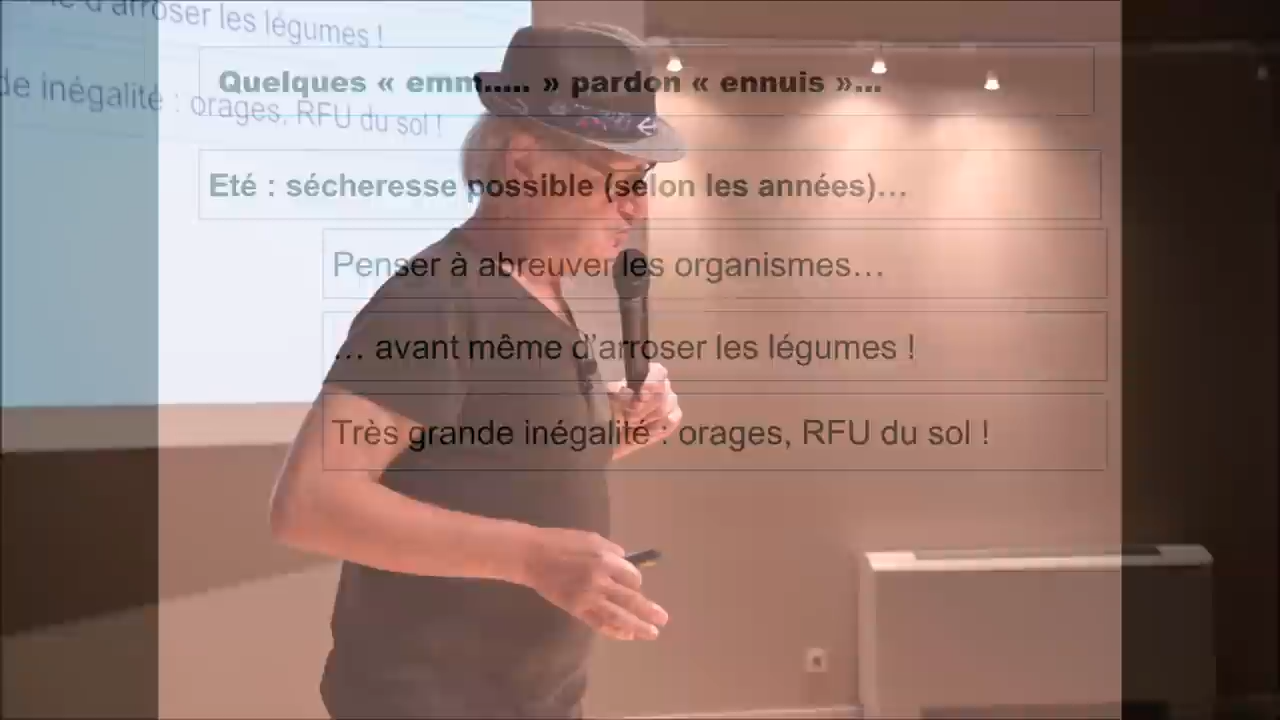 d'arroser les légumes !
de inégalité : orages, RFU du sol !
Quelques « emm..... » pardon « ennuis »...
Eté : sécheresse possible (selon les années)...
Penser à abreuver les organismes...
... avant même d'arroser les légumes !
Très grande inégalité : orages, RFU du sol !